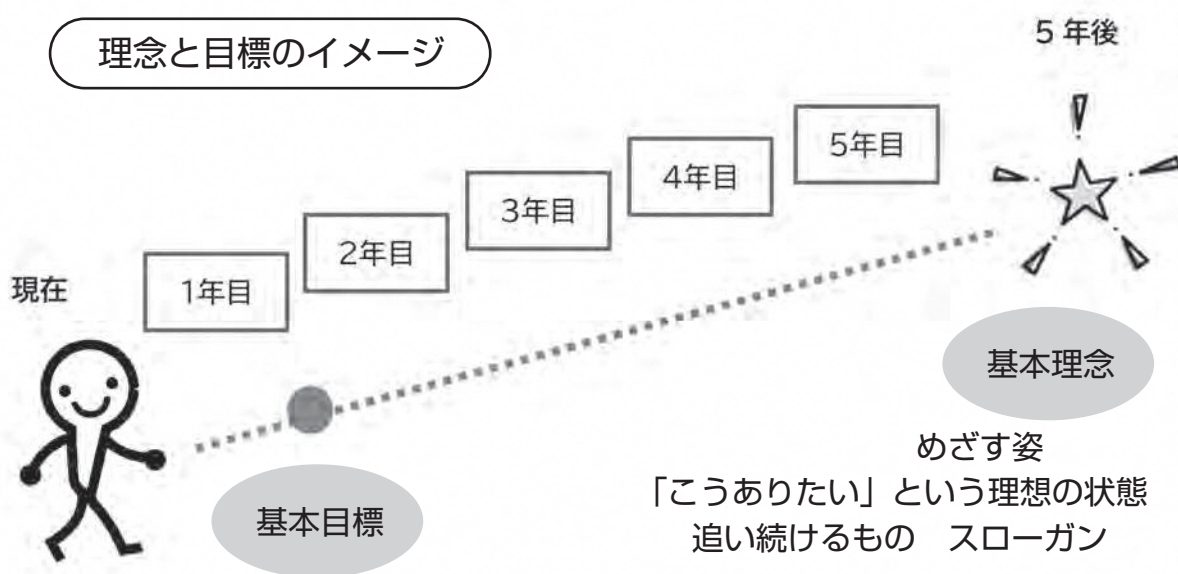 理念と目標のイメージ
5年後
5年目
4年目
3年目
2年目
1年目
現在
基本理念
基本目標
めざす姿
「こうありたい」という理想の状態
追い続けるもの　スローガン